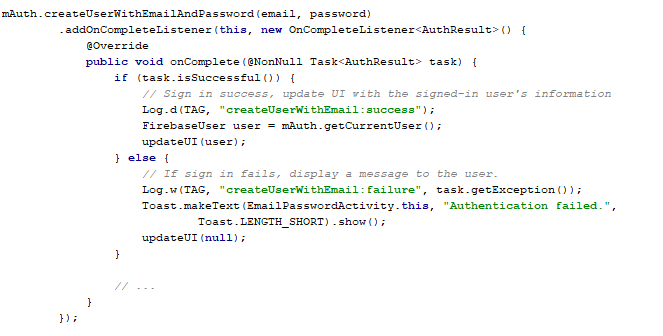 mAuth.createUserWithEmailAndPassword(email, password)
        .addOnCompleteListener(this, new OnCompleteListener<AuthResult>() {
            @Override
            public void onComplete(@NonNull Task<AuthResult> task) {
                if (task.isSuccessful()) {
                    // Sign in success, update UI with the signed-in user's information
                    Log.d(TAG, "createUserWithEmail:success");
                    FirebaseUser user = mAuth.getCurrentUser();
                    updateUI(user);
                } else {
                    // If sign in fails, display a message to the user.
                    Log.w(TAG, "createUserWithEmail:failure", task.getException());
                    Toast.makeText(EmailPasswordActivity.this, "Authentication failed.",
                            Toast.LENGTH_SHORT).show();
                    updateUI(null);
                }

                // ...
            }
        });